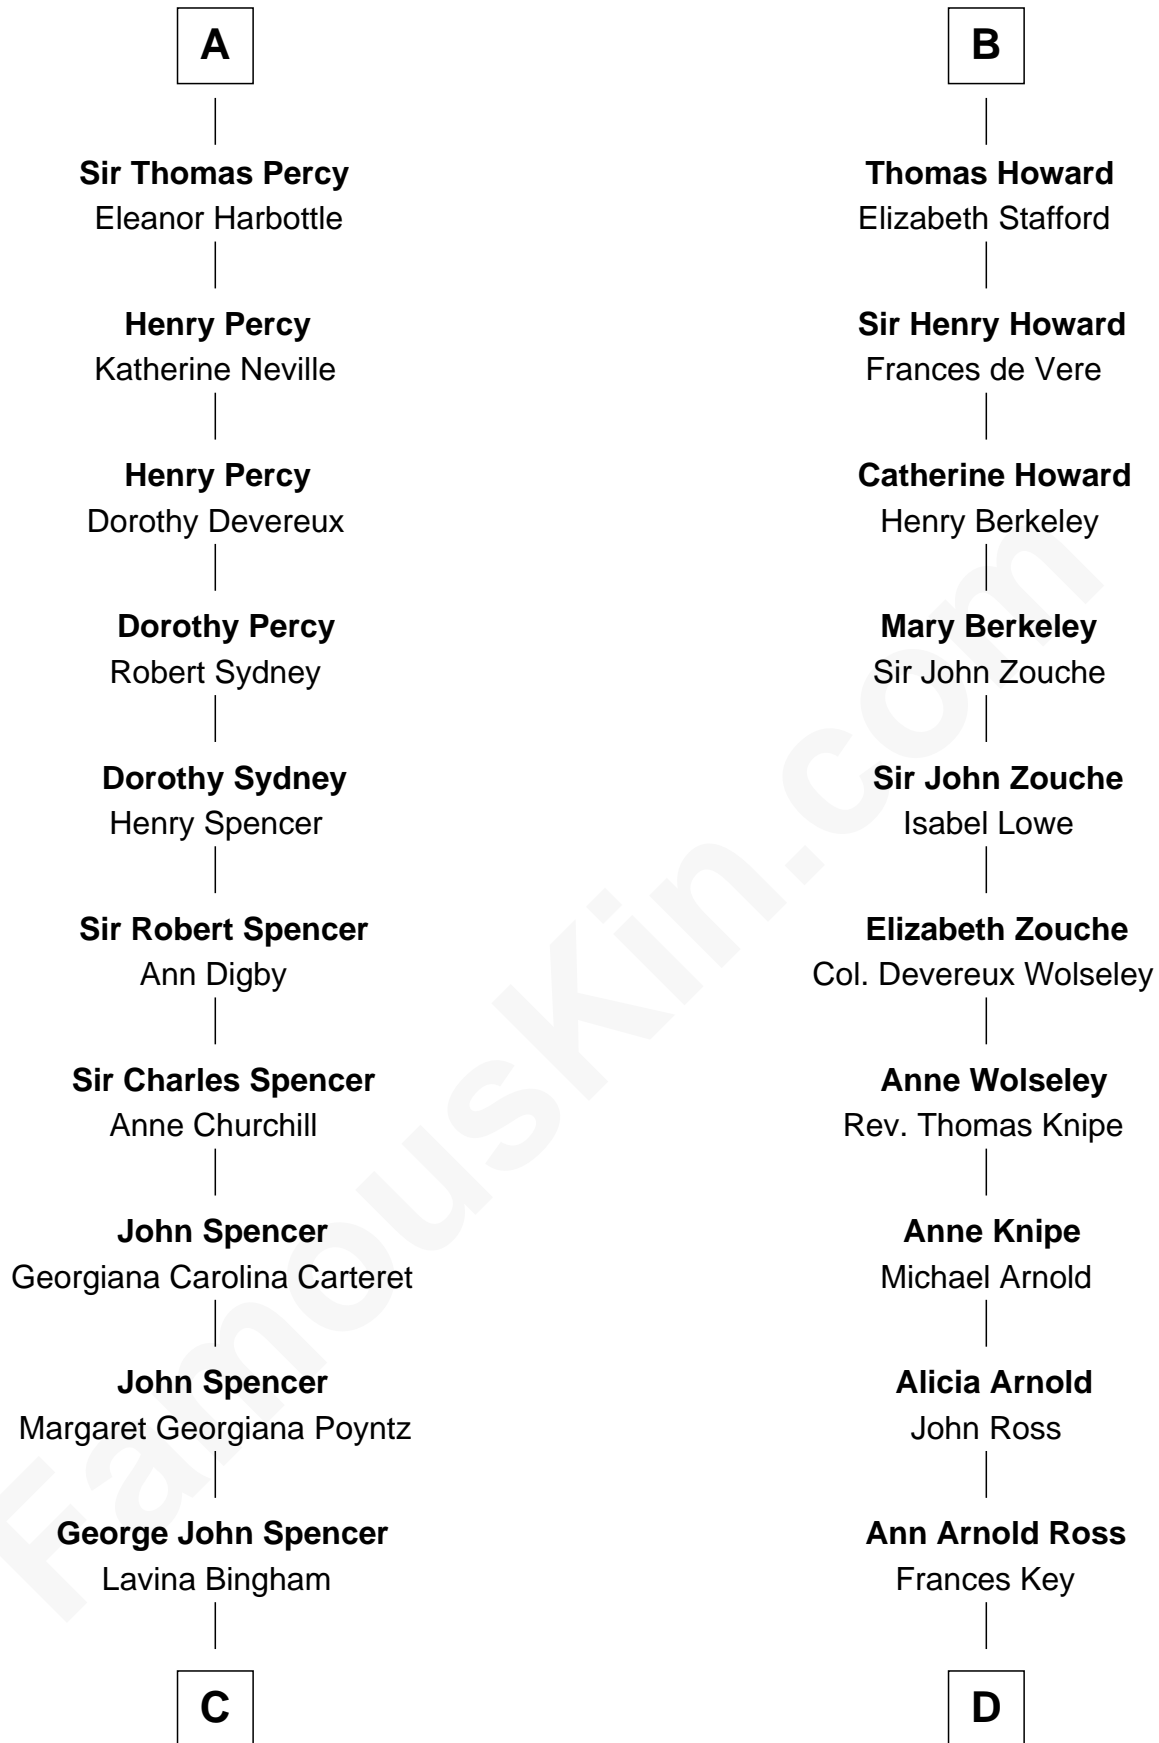 A
Sir Thomas Percy
Eleanor Harbottle
Henry Percy
Katherine Neville
Henry Percy
Dorothy Devereux
Dorothy Percy
Robert Sydney
Dorothy Sydney
Henry Spencer
Sir Robert Spencer
Ann Digby
Sir Charles Spencer
Anne Churchill
John Spencer
Georgiana Carolina Carteret
John Spencer
Margaret Georgiana Poyntz
George John Spencer
Lavina Bingham
C
B
Thomas Howard
Elizabeth Stafford
Sir Henry Howard
Frances de Vere
Catherine Howard
Henry Berkeley
Mary Berkeley
Sir John Zouche
Sir John Zouche
Isabel Lowe
Elizabeth Zouche
Col. Devereux Wolseley
Anne Wolseley
Rev. Thomas Knipe
Anne Knipe
Michael Arnold
Alicia Arnold
John Ross
Ann Arnold Ross
Frances Key
D
FamousKin.com